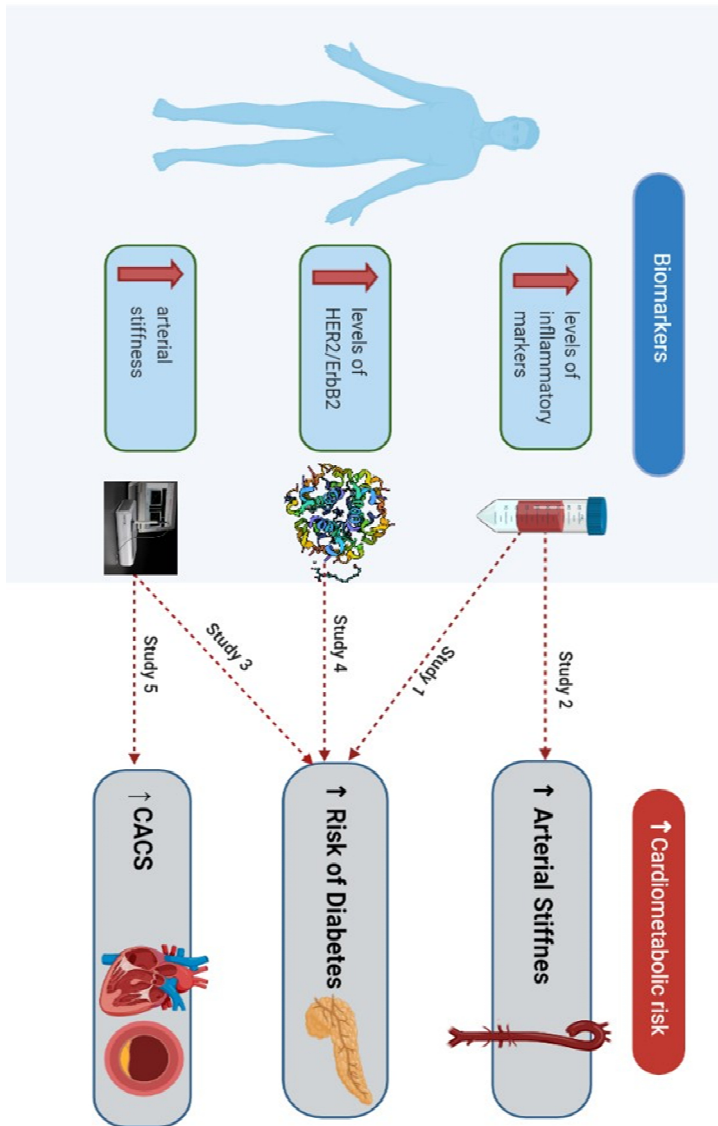 Biomarkers
↑Cardiometabolic risk
levels of
infllammatory
markers
Study 2
Study 1
↑ Arterial Stiffnes
levels of
HER2/ErbB2
Study 4
↑ Risk of Diabetes
arterial
stiffness
Study 3
Study 5
↑ CACS